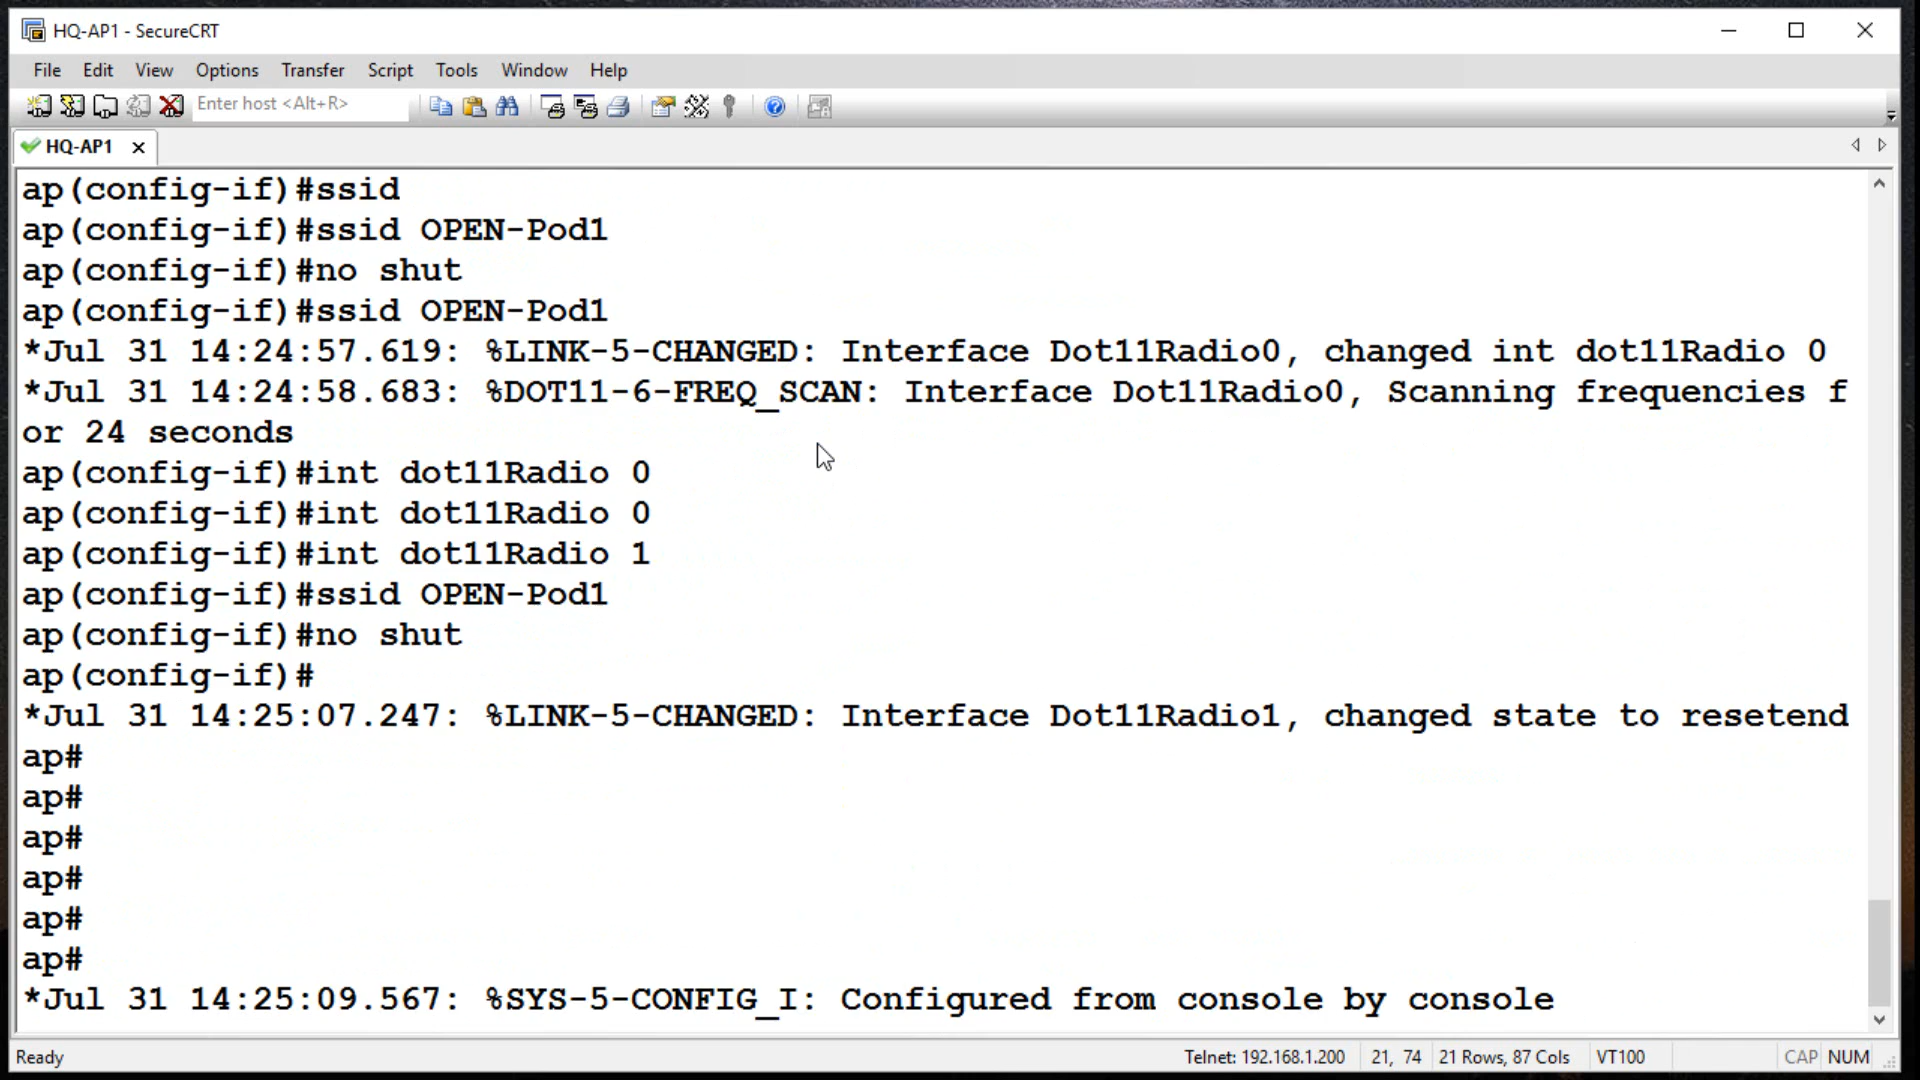 HQ-AP1 - SecureCRT
File Edit View Options Transfer Script Tools Window Help
Enter host <Alt+R>
HQ-AP1
ap(config-if)#ssid
ap(config-if)#ssid OPEN-Pod1
ap(config-if)#no shut
ap(config-if)#ssid OPEN-Pod1
*Jul 31 14:24:57.619: %LINK-5-CHANGED: Interface Dot11Radio0, changed int dot11Radio 0
*Jul 31 14:24:58.683: %DOT11-6-FREQ_SCAN: Interface Dot11Radio0, Scanning frequencies f
or 24 seconds
ap(config-if)#int dot11Radio 0
ap(config-if)#int dot11Radio 0
ap(config-if)#int dot11Radio 1
ap(config-if)#ssid OPEN-Pod1
ap(config-if)#no shut
ap(config-if)#
*Jul 31 14:25:07.247: %LINK-5-CHANGED: Interface Dot11Radio1, changed state to resetend
ap#
ap#
ap#
ap#
ap#
ap#
*Jul 31 14:25:09.567: %SYS-5-CONFIG_I: Configured from console by console
Ready Telnet: 192.168.1.200 21, 74 21 Rows, 87 Cols VT100 CAP NUM